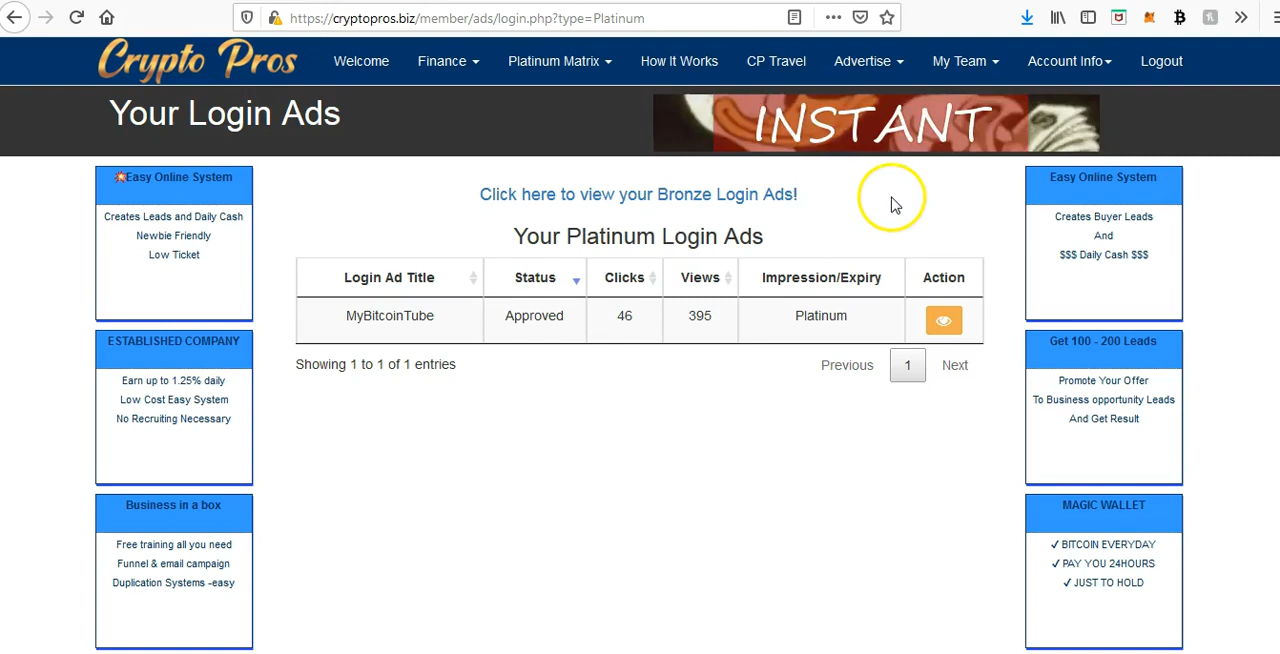 https://cryptopros.biz/member/ads/login.php?type=Platinum
Crypto Pros
Welcome
Finance
Platinum Matrix
How It Works
CP Travel
Advertise
My Team
Account Info
Logout
Your Login Ads
INSTANT
💥Easy Online System
Creates Leads and Daily Cash
Newbie Friendly
Low Ticket
ESTABLISHED COMPANY
Earn up to 1.25% daily
Low Cost Easy System
No Recruiting Necessary
Business in a box
Free training all you need
Funnel & email campaign
Duplication Systems -easy
Click here to view your Bronze Login Ads!
Your Platinum Login Ads
Login Ad Title Status Clicks Views Impression/Expiry Action
MyBitcoinTube Approved 46 395 Platinum
Showing 1 to 1 of 1 entries
Previous 1 Next
Easy Online System
Creates Buyer Leads
And
$$$ Daily Cash $$$
Get 100 - 200 Leads
Promote Your Offer
To Business opportunity Leads
And Get Result
MAGIC WALLET
✓ BITCOIN EVERYDAY
✓ PAY YOU 24HOURS
✓ JUST TO HOLD